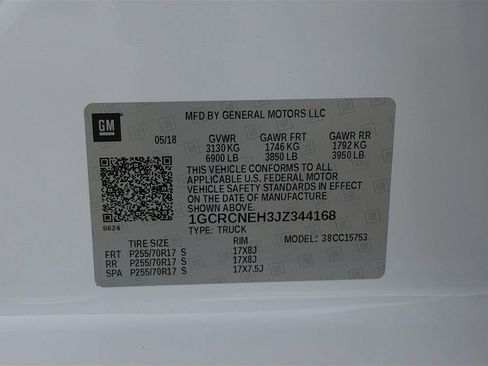 MFD BY GENERAL MOTORS LLC
GM
05/18 GVWR GAWR FRT GAWR RR
3130 KG 1746 KG 1792 KG
6900 LB 3850 LB 3950 LB
THIS VEHICLE CONFORMS TO ALL
APPLICABLE U.S. FEDERAL MOTOR
VEHICLE SAFETY STANDARDS IN EFFECT
ON THE DATE OF MANUFACTURE
SHOWN ABOVE.
1GCRCNEH3JZ344168
8624
TYPE: TRUCK
MODEL: 38CC15753
TIRE SIZE RIM
FRT P255/70R17 S 17X8J
RR P255/70R17 S 17X8J
SPA P255/70R17 S 17X7.5J